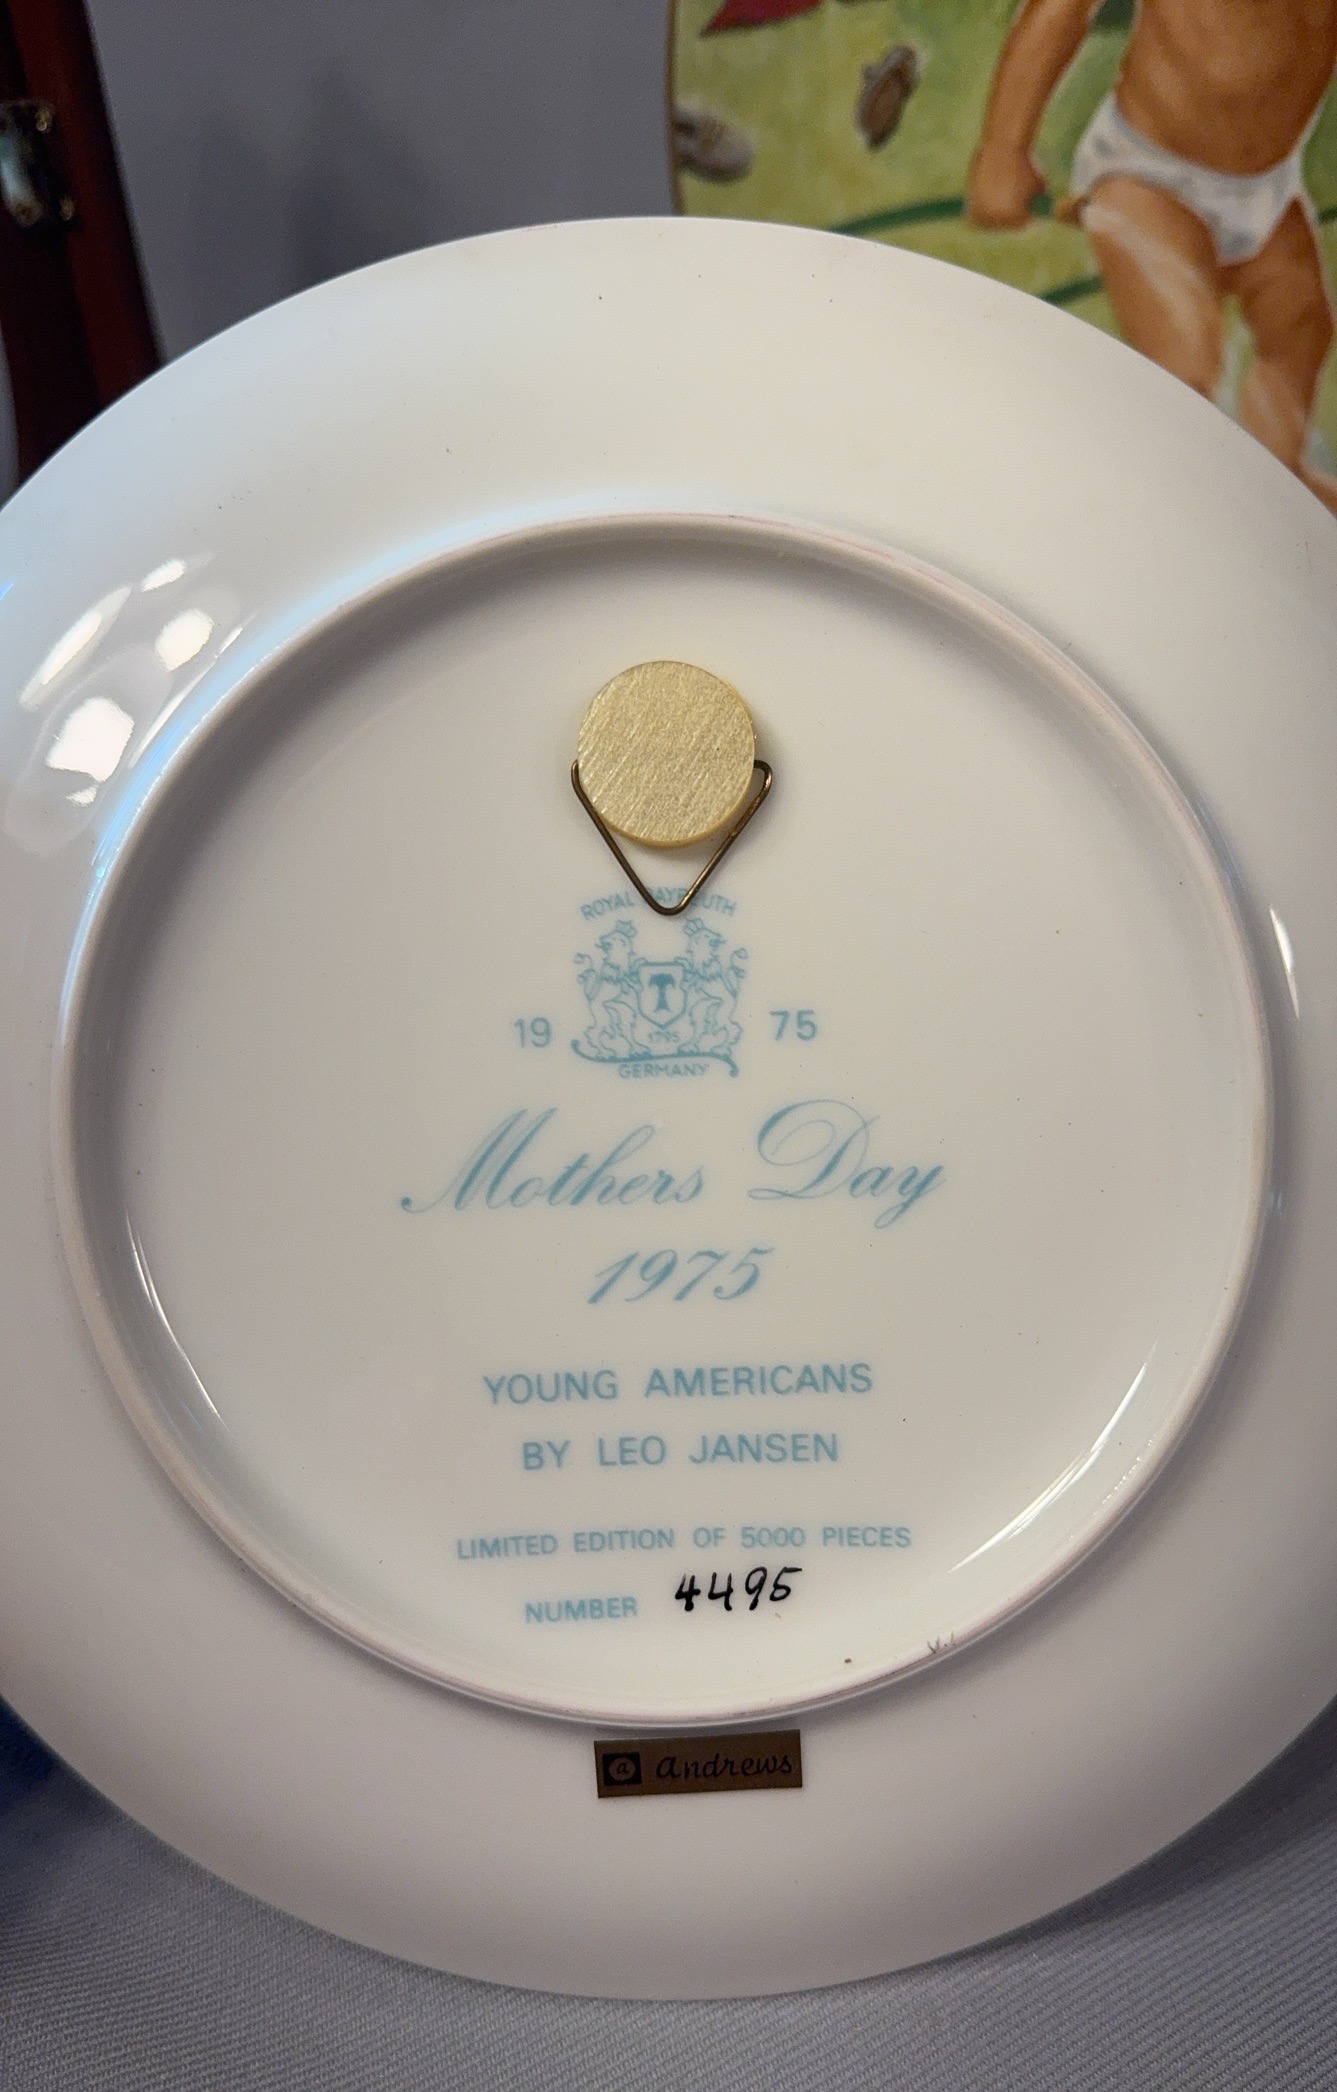 ROYAL BAYREUTH
T
1795
19 75
GERMANY
Mothers Day
1975
YOUNG AMERICANS
BY LEO JANSEN
LIMITED EDITION OF 5000 PIECES
NUMBER 4495
a andrews